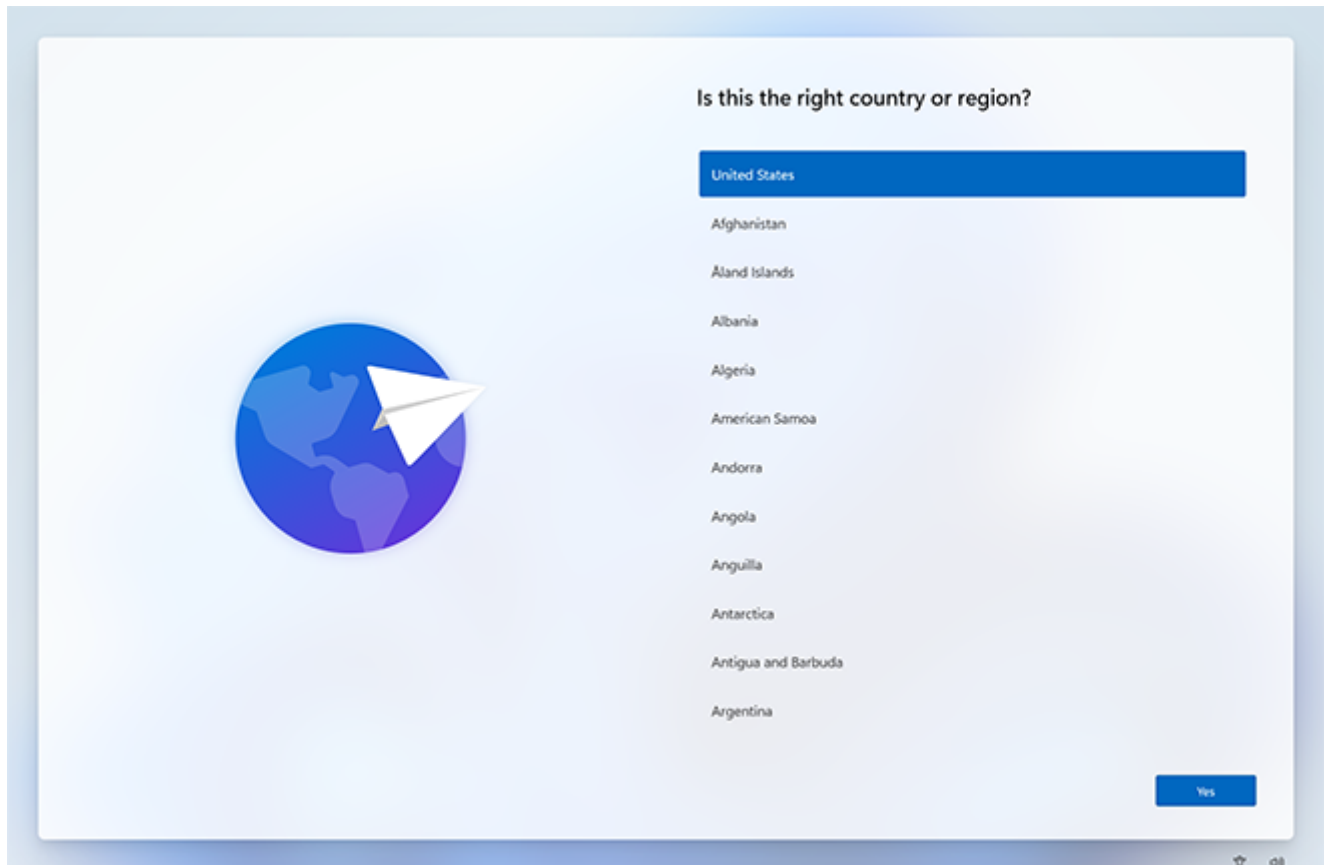 Is this the right country or region?
United States
Afghanistan
Åland Islands
Albania
Algeria
American Samoa
Andorra
Angola
Anguilla
Antarctica
Antigua and Barbuda
Argentina
Yes